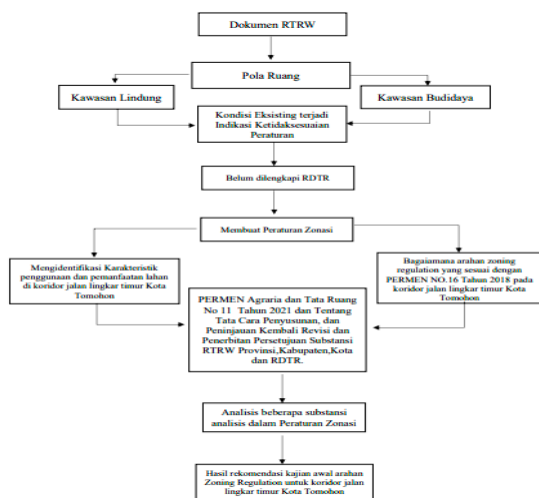 Dokumen RTRW
Pola Ruang
Kawasan Lindung
Kawasan Budidaya
Kondisi Eksisting terjadi
Indikasi Ketidaksesuaian
Peraturan
Belum dilengkapi RDTR
Membuat Peraturan Zonasi
Mengidentifikasi Karakteristik
penggunaan dan pemanfaatan lahan
di koridor jalan lingkar timur Kota
Tomohon
Bagaiamana arahan zoning
regulation yang sesuai dengan
PERMEN NO.16 Tahun 2018 pada
koridor jalan lingkar timur Kota
Tomohon
PERMEN Agraria dan Tata Ruang
No 11 Tahun 2021 dan Tentang
Tata Cara Penyusunan, dan
Peninjauan Kembali Revisi dan
Penerbitan Persetujuan Substansi
RTRW Provinsi,Kabupaten,Kota
dan RDTR.
Analisis beberapa substansi
analisis dalam Peraturan Zonasi
Hasil rekomendasi kajian awal arahan
Zoning Regulation untuk koridor jalan
lingkar timur Kota Tomohon